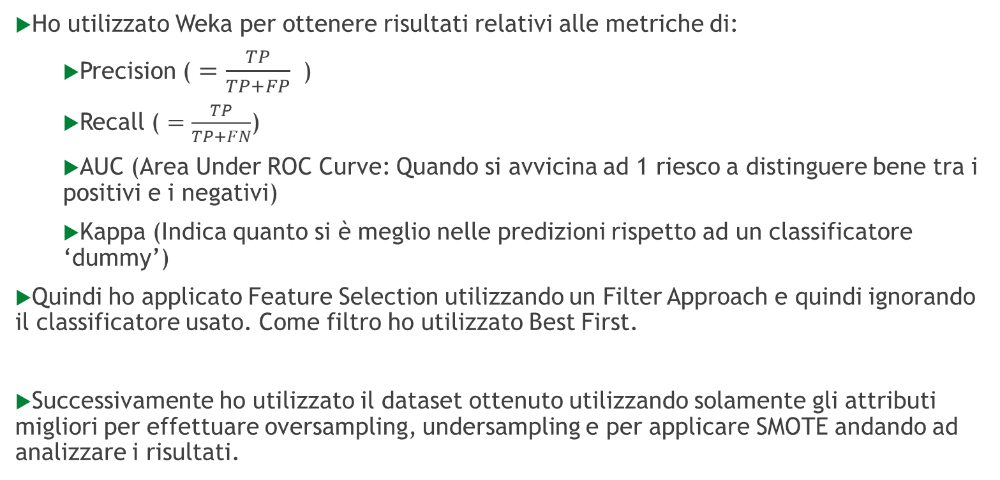 ▶Ho utilizzato Weka per ottenere risultati relativi alle metriche di:
▶Precision ( = TP/TP+FP )
▶Recall ( = TP/TP+FN)
▶AUC (Area Under ROC Curve: Quando si avvicina ad 1 riesco a distinguere bene tra i
positivi e i negativi)
▶Kappa (Indica quanto si è meglio nelle predizioni rispetto ad un classificatore
‘dummy’)
▶Quindi ho applicato Feature Selection utilizzando un Filter Approach e quindi ignorando
il classificatore usato. Come filtro ho utilizzato Best First.
▶Successivamente ho utilizzato il dataset ottenuto utilizzando solamente gli attributi
migliori per effettuare oversampling, undersampling e per applicare SMOTE andando ad
analizzare i risultati.